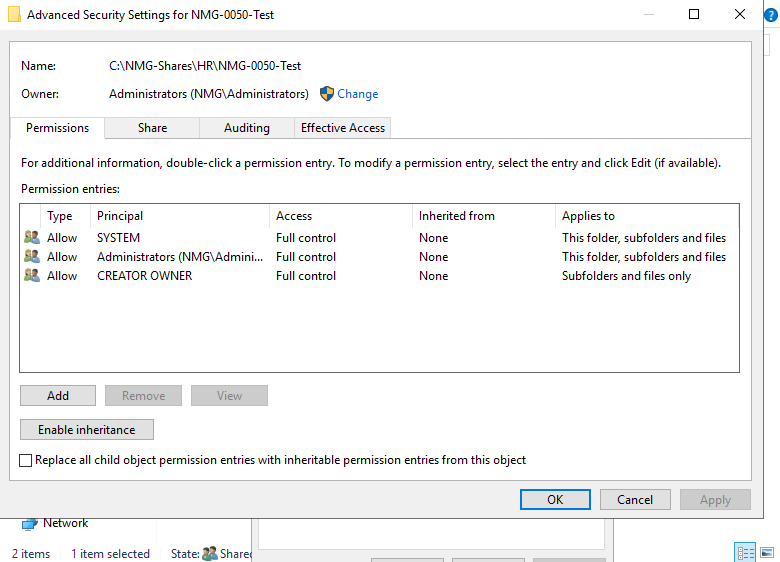 Advanced Security Settings for NMG-0050-Test
?
Name: C:\NMG-Shares\HR\NMG-0050-Test
Owner: Administrators (NMG\Administrators) Change
Permissions Share Auditing Effective Access
For additional information, double-click a permission entry. To modify a permission entry, select the entry and click Edit (if available).
Permission entries:
Type Principal Access Inherited from Applies to
Allow SYSTEM Full control None This folder, subfolders and files
Allow Administrators (NMG\Admini... Full control None This folder, subfolders and files
Allow CREATOR OWNER Full control None Subfolders and files only
Add Remove View
Enable inheritance
Replace all child object permission entries with inheritable permission entries from this object
OK Cancel Apply
Network
2 items 1 item selected State: Shared